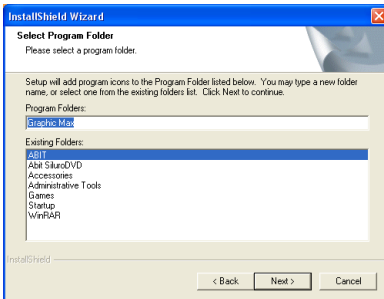 InstallShield Wizard
Select Program Folder
Please select a program folder.
Setup will add program icons to the Program Folder listed below. You may type a new folder
name, or select one from the existing folders list. Click Next to continue.
Program Folders:
Graphic Max
Existing Folders:
ABIT
Abit SiluroDVD
Accessories
Administrative Tools
Games
Startup
WinRAR
InstallShield
< Back Next > Cancel